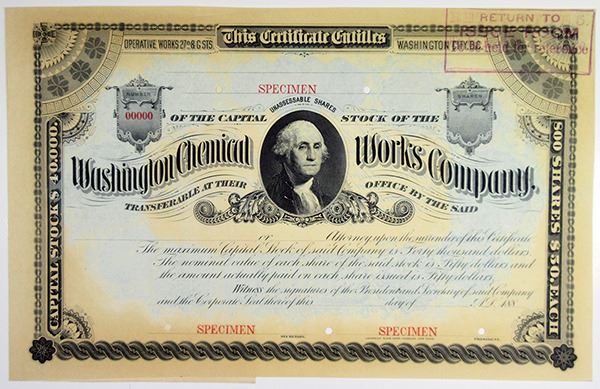 RETURN TO
This Certificate Entitles
OPERATIVE WORKS 2ND & G STS.
WASHINGTON CITY, D.C.
SPECIMEN
NUMBER
00000
SHARES
UNASSESSABLE SHARES
OF THE CAPITAL STOCK OF THE
Washington Chemical Works Company.
TRANSFERABLE AT THEIR OFFICE BY THE SAID
or Attorney upon the surrender of this Certificate
The maximum Capital Stock of said Company is Forty thousand dollars.
The nominal value of each share of the said stock is Fifty dollars and
the amount actually paid on each share issued is Fifty dollars.
Witness the signatures of the President and Secretary of said Company
and the Corporate Seal thereof this day of A.D. 188
SPECIMEN
SPECIMEN
CAPITAL STOCK $40,000.
800 SHARES $50. EACH